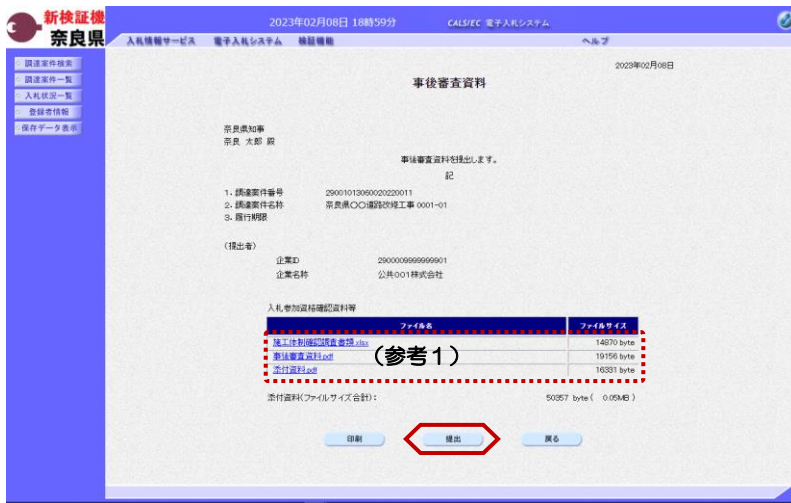 新検証機
奈良県
2023年02月08日 18時59分
CALS/EC 電子入札システム
入札情報サービス 電子入札システム 検証機能 ヘルプ
調達案件検索
調達案件一覧
入札状況一覧
登録者情報
保存データ表示
2023年02月08日
事後審査資料
奈良県知事
奈良 太郎 殿
事後審査資料を提出します。
記
1. 調達案件番号 29001013060020220011
2. 調達案件名称 奈良県〇〇道路改修工事 0001-01
3. 履行期限
(提出者)
企業ID 2900009999999901
企業名称 公共001株式会社
入札参加資格確認資料等
ファイル名 ファイルサイズ
施工体制確認調査書類.xlsx 14870 byte
事後審査資料.pdf 19156 byte
添付資料.pdf 16331 byte
(参考1)
添付資料(ファイルサイズ合計): 50357 byte ( 0.05MB )
印刷 提出 戻る